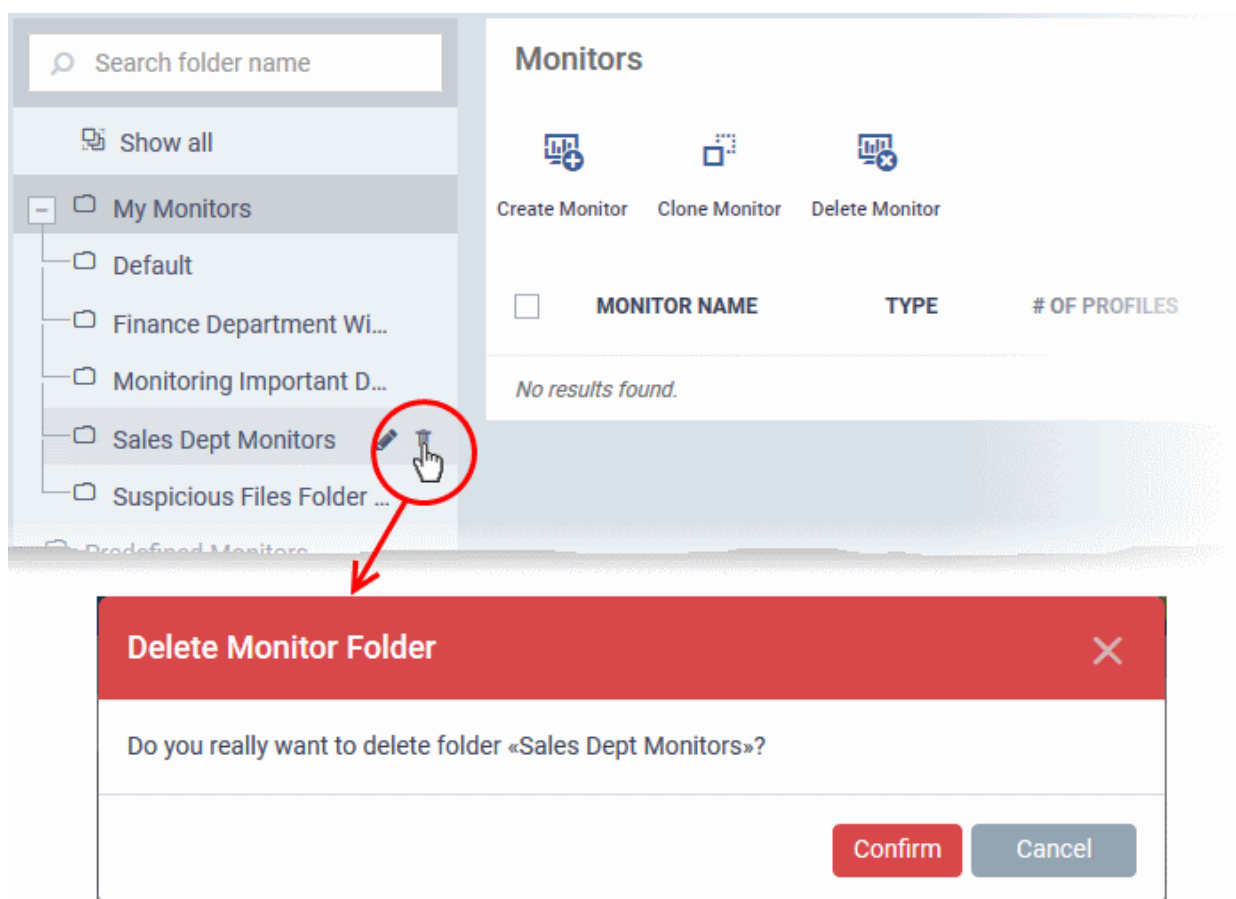 Search folder name
Show all
My Monitors
Default
Finance Department Wi...
Monitoring Important D...
Sales Dept Monitors
Suspicious Files Folder ...
Predefined Monitors
Monitors
Create Monitor Clone Monitor Delete Monitor
MONITOR NAME TYPE # OF PROFILES
No results found.
Delete Monitor Folder
Do you really want to delete folder «Sales Dept Monitors»?
Confirm Cancel